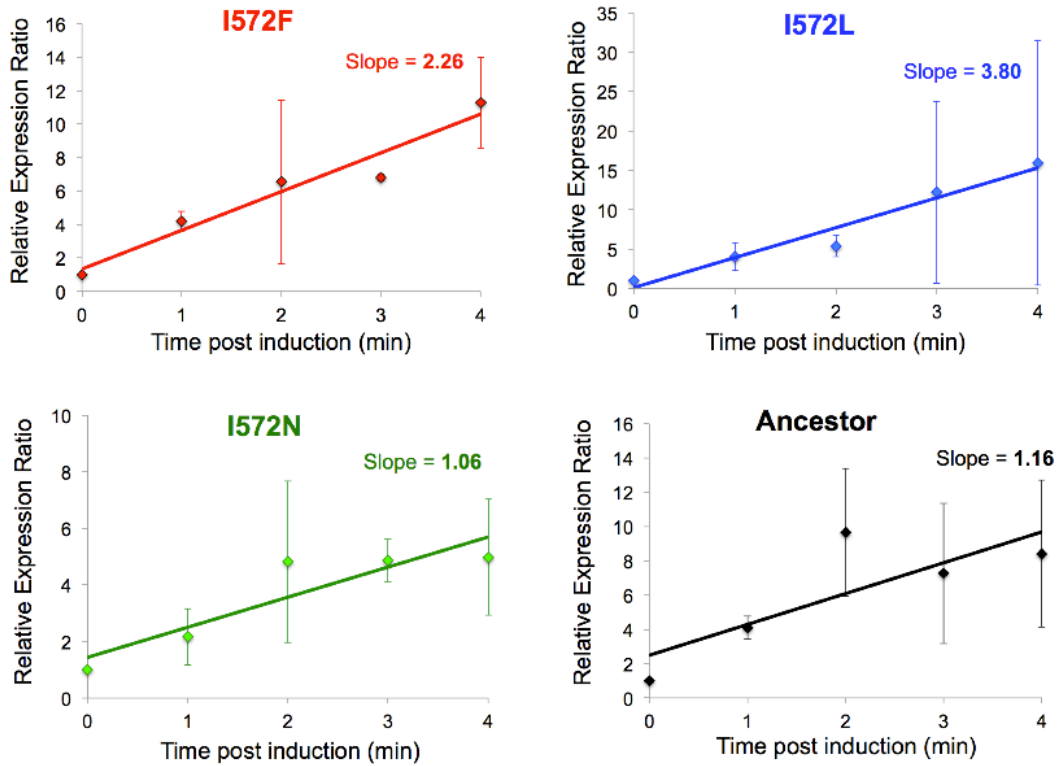 I572F
Slope = 2.26
Relative Expression Ratio
16
14
12
10
8
6
4
2
0
0 1 2 3 4
Time post induction (min)
I572L
Slope = 3.80
Relative Expression Ratio
35
30
25
20
15
10
5
0
0 1 2 3 4
Time post induction (min)
I572N
Slope = 1.06
Relative Expression Ratio
10
8
6
4
2
0
0 1 2 3 4
Time post induction (min)
Ancestor
Slope = 1.16
Relative Expression Ratio
16
14
12
10
8
6
4
2
0
0 1 2 3 4
Time post induction (min)